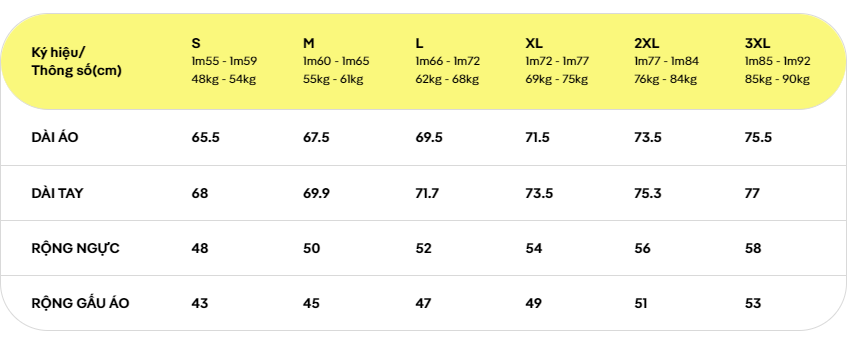 Ký hiệu/
Thông số(cm)
S
1m55 - 1m59
48kg - 54kg
M
1m60 - 1m65
55kg - 61kg
L
1m66 - 1m72
62kg - 68kg
XL
1m72 - 1m77
69kg - 75kg
2XL
1m77 - 1m84
76kg - 84kg
3XL
1m85 - 1m92
85kg - 90kg
DÀI ÁO 65.5 67.5 69.5 71.5 73.5 75.5
DÀI TAY 68 69.9 71.7 73.5 75.3 77
RỘNG NGỰC 48 50 52 54 56 58
RỘNG GẤU ÁO 43 45 47 49 51 53